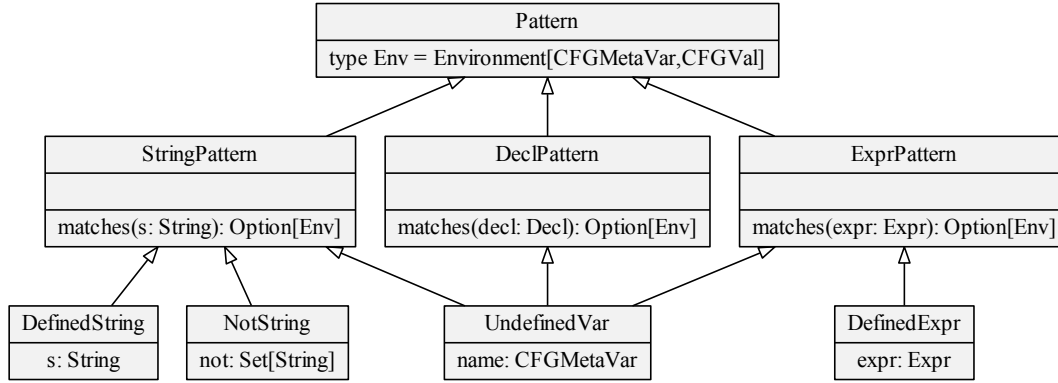 Pattern
type Env = Environment[CFGMetaVar,CFGVal]
StringPattern
matches(s: String): Option[Env]
DeclPattern
matches(decl: Decl): Option[Env]
ExprPattern
matches(expr: Expr): Option[Env]
DefinedString
s: String
NotString
not: Set[String]
UndefinedVar
name: CFGMetaVar
DefinedExpr
expr: Expr